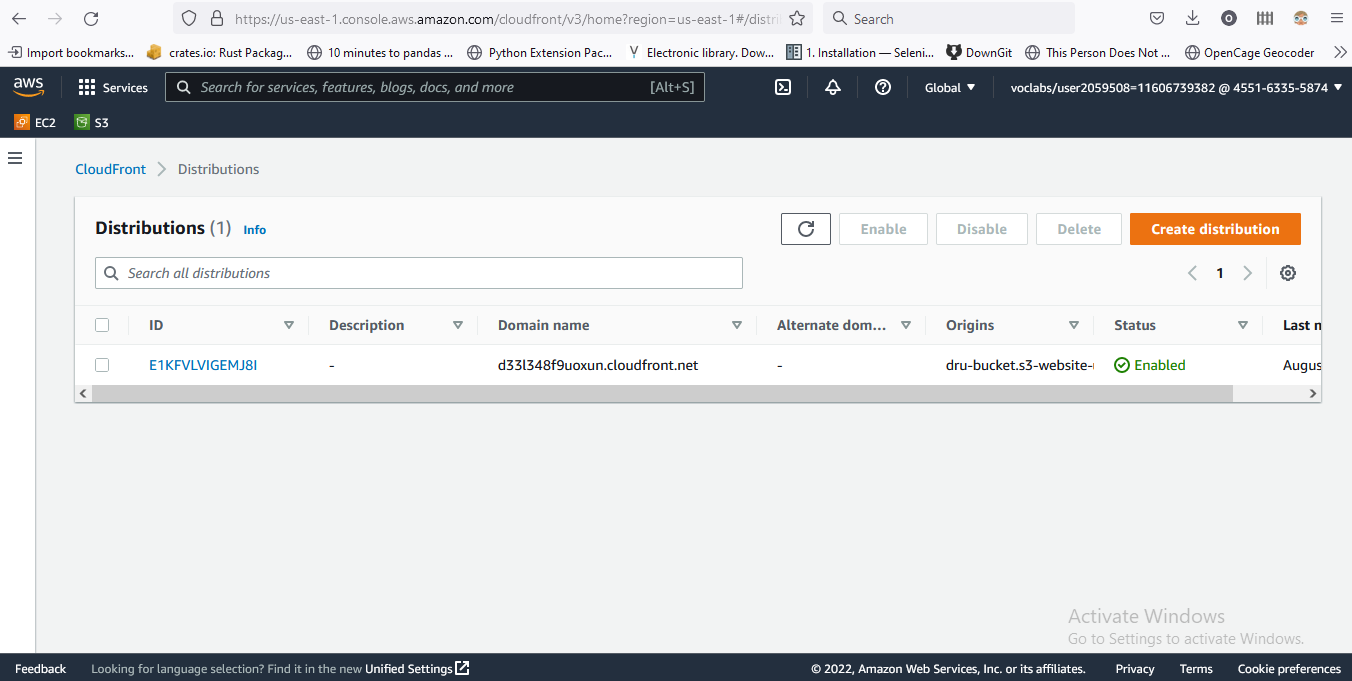 https://us-east-1.console.aws.amazon.com/cloudfront/v3/home?region=us-east-1#/distri
Search
Import bookmarks...
crates.io: Rust Packag...
10 minutes to pandas ...
Python Extension Pac...
Electronic library. Dow...
1. Installation — Seleni...
DownGit
This Person Does Not ...
OpenCage Geocoder
aws
Services
Search for services, features, blogs, docs, and more
[Alt+S]
Global
voclabs/user2059508=11606739382 @ 4551-6335-5874
EC2
S3
CloudFront
Distributions
Distributions (1) Info
Enable
Disable
Delete
Create distribution
Search all distributions
1
ID
Description
Domain name
Alternate dom...
Origins
Status
Last m
E1KFVLVIGEMJ8I
-
d33l348f9uoxun.cloudfront.net
-
dru-bucket.s3-website-
Enabled
Augus
Activate Windows
Go to Settings to activate Windows.
Feedback
Looking for language selection? Find it in the new Unified Settings
© 2022, Amazon Web Services, Inc. or its affiliates.
Privacy
Terms
Cookie preferences